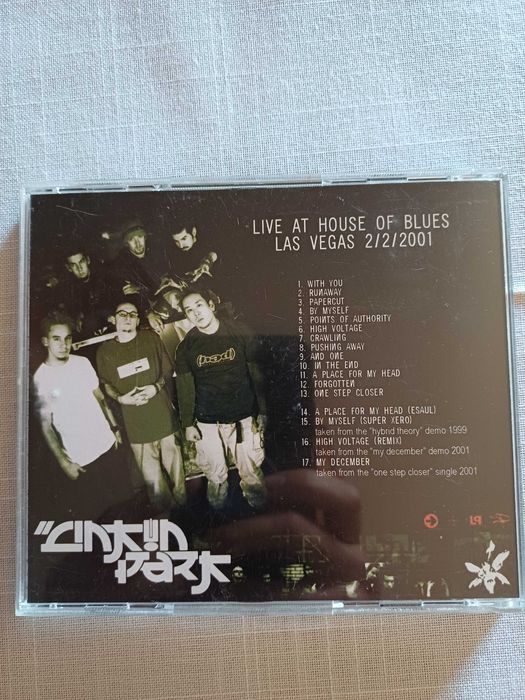 LIVE AT HOUSE OF BLUES
LAS VEGAS 2/2/2001
1. WITH YOU
2. RUNAWAY
3. PAPERCUT
4. BY MYSELF
5. POINTS OF AUTHORITY
6. HIGH VOLTAGE
7. CRAWLING
8. PUSHING AWAY
9. AND ONE
10. IN THE END
11. A PLACE FOR MY HEAD
12. FORGOTTEN
13. ONE STEP CLOSER
14. A PLACE FOR MY HEAD (ESAUL)
15. BY MYSELF (SUPER XERO)
taken from the "hybrid theory" demo 1999
16. HIGH VOLTAGE (REMIX)
taken from the "my december" demo 2001
17. MY DECEMBER
taken from the "one step closer" single 2001
LINKIN
PARK